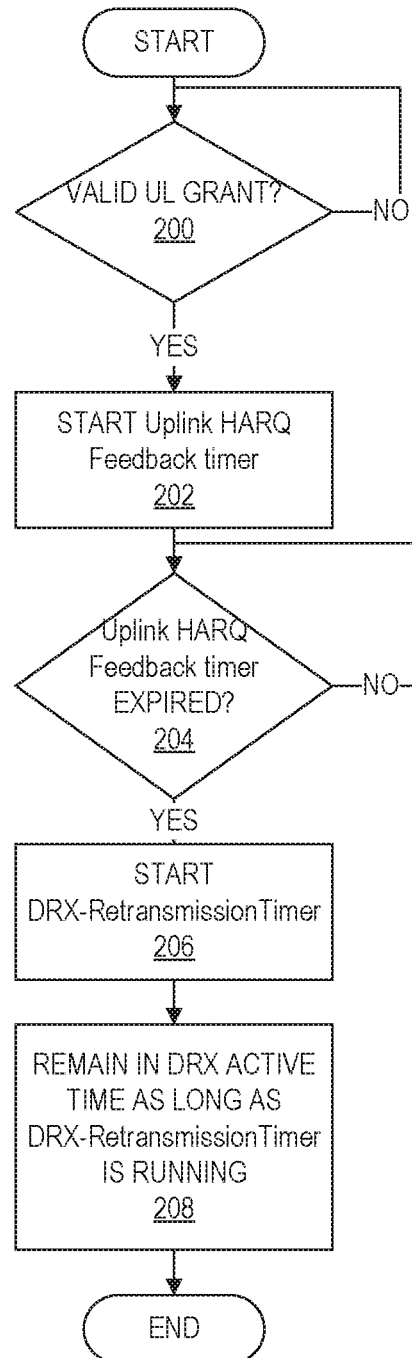 START
VALID UL GRANT?
200
NO
YES
START Uplink HARQ
Feedback timer
202
Uplink HARQ
Feedback timer
EXPIRED?
204
NO
YES
START
DRX-RetransmissionTimer
206
REMAIN IN DRX ACTIVE
TIME AS LONG AS
DRX-RetransmissionTimer
IS RUNNING
208
END